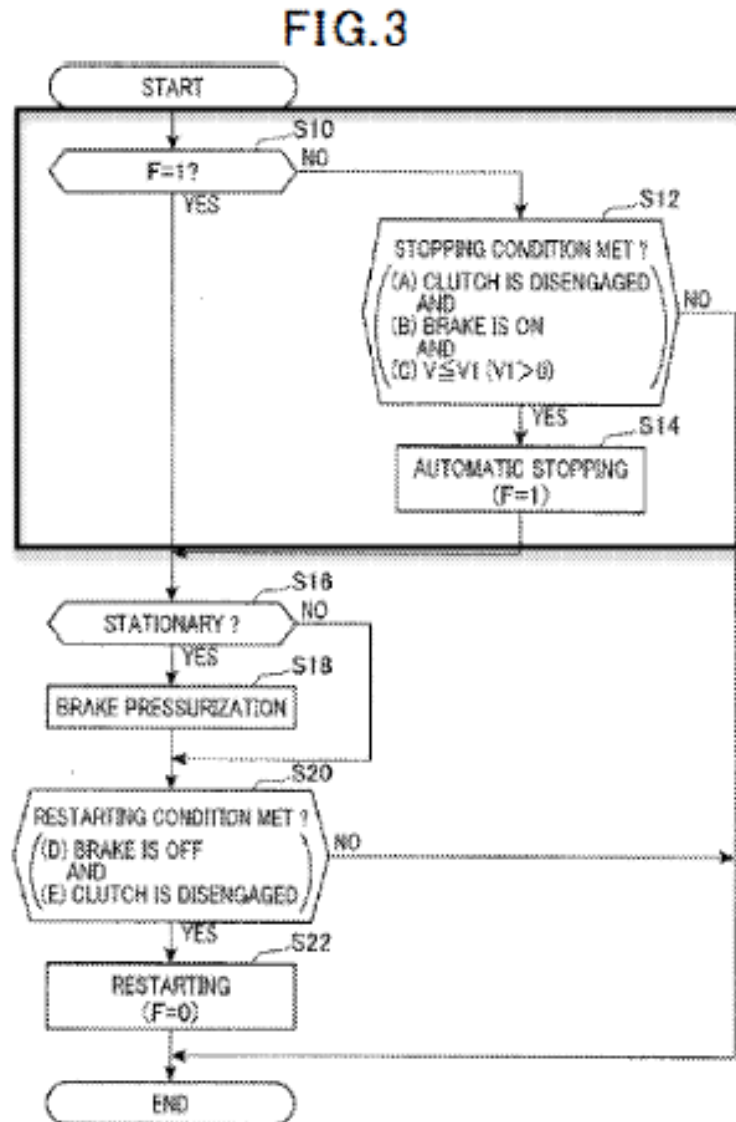 FIG.3
START
S10
F=1?
NO
YES
S12
STOPPING CONDITION MET ?
(A) CLUTCH IS DISENGAGED
AND
(B) BRAKE IS ON
AND
(C) V≦V1 (V1>0)
NO
YES
S14
AUTOMATIC STOPPING
(F=1)
S16
STATIONARY ?
NO
YES
S18
BRAKE PRESSURIZATION
S20
RESTARTING CONDITION MET ?
(D) BRAKE IS OFF
AND
(E) CLUTCH IS DISENGAGED
NO
YES
S22
RESTARTING
(F=0)
END